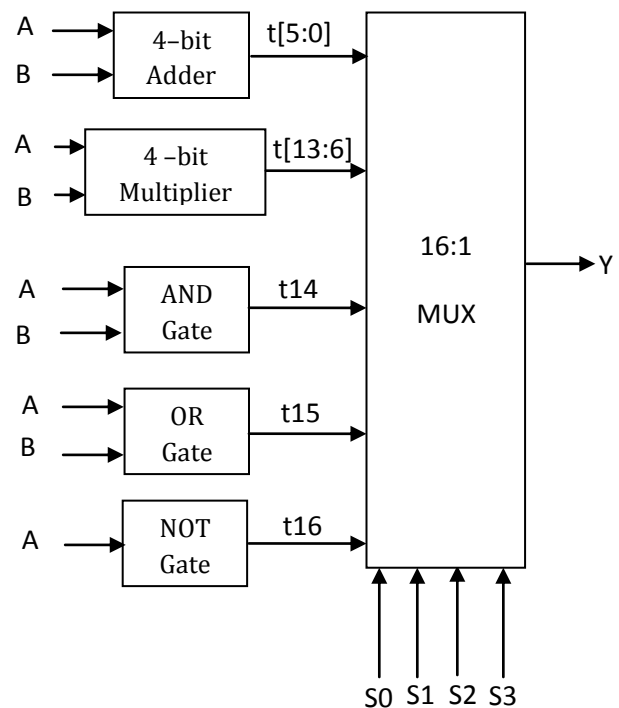 A
B
4-bit
Adder
t[5:0]
A
B
4 -bit
Multiplier
t[13:6]
16:1
MUX
Y
A
B
AND
Gate
t14
A
B
OR
Gate
t15
A
NOT
Gate
t16
S0 S1 S2 S3